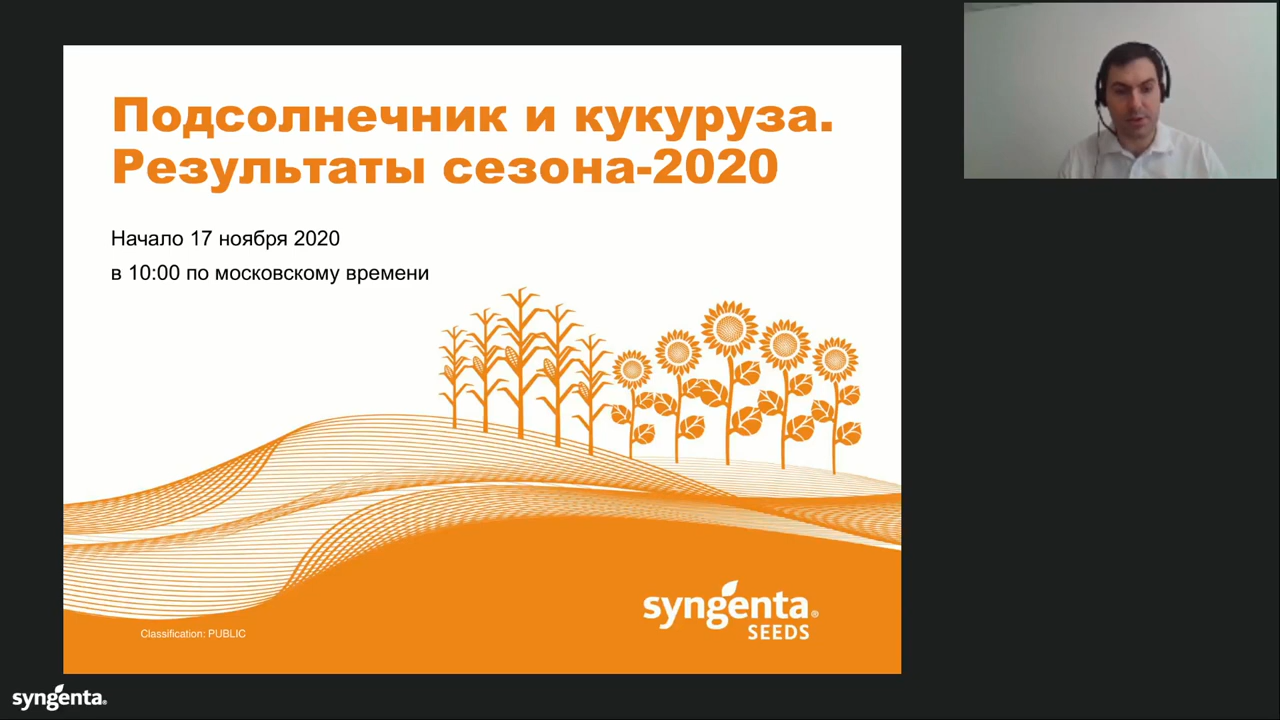 Подсолнечник и кукуруза.
Результаты сезона-2020
Начало 17 ноября 2020
в 10:00 по московскому времени
syngenta®
SEEDS
Classification: PUBLIC
syngenta®